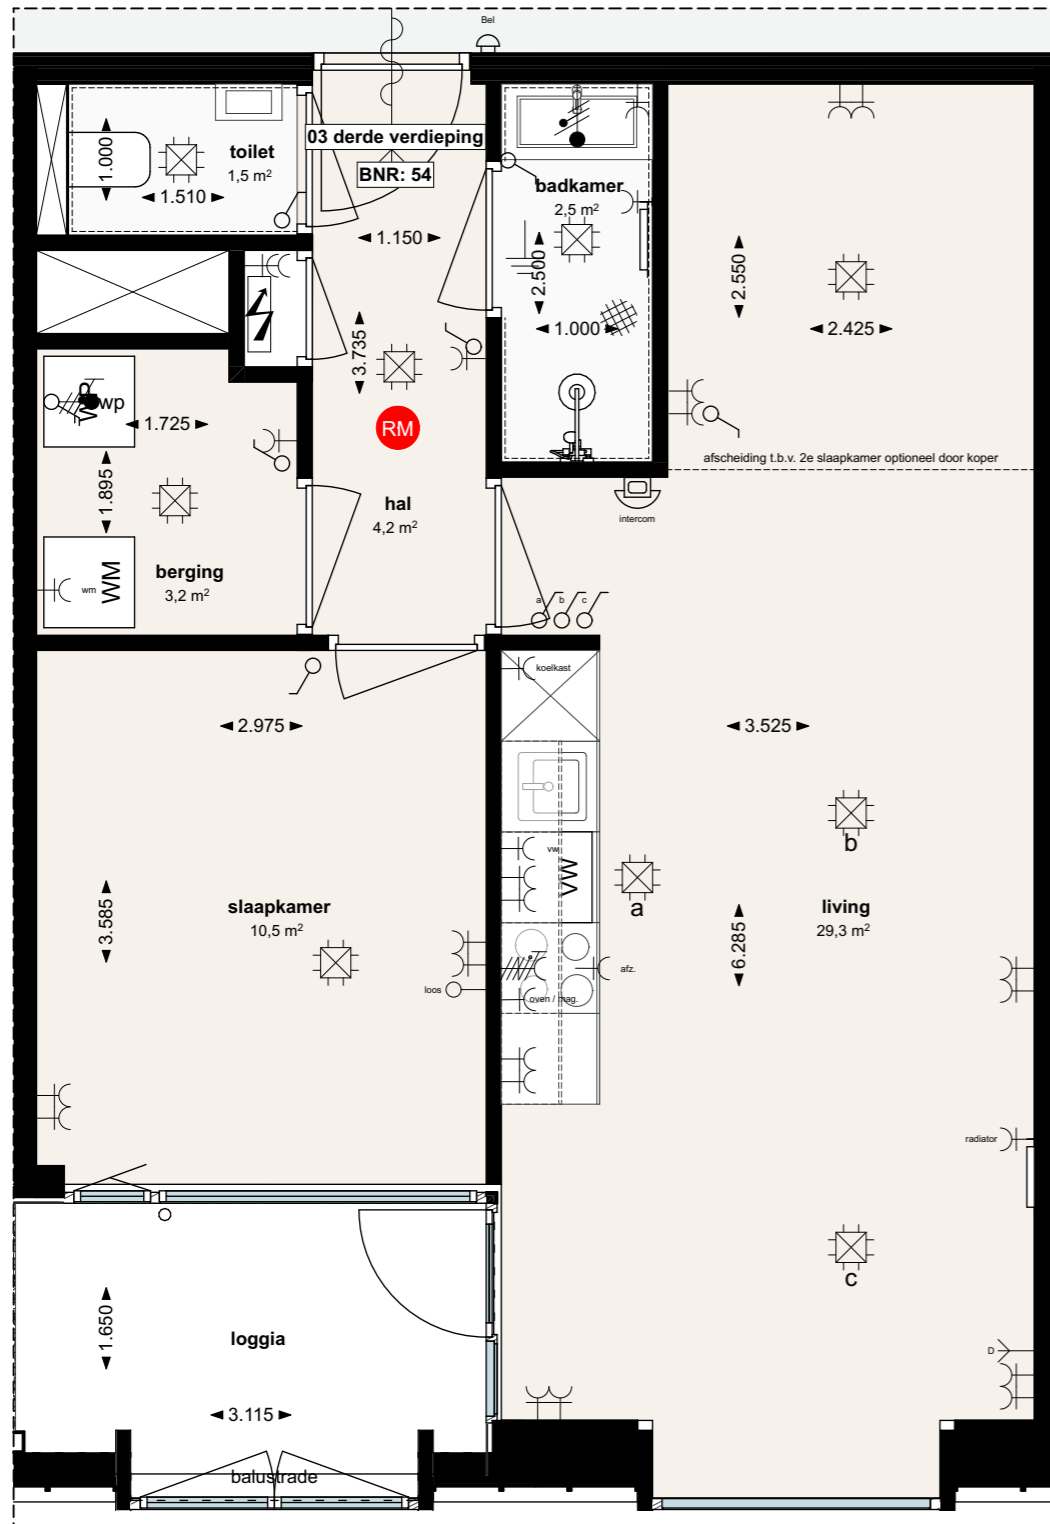 Bel
03 derde verdieping
BNR: 54
toilet
1,5 m²
1.000
1.510
badkamer
2,5 m²
1.150
2.500
1.000
2.550
2.425
3.735
RM
wp
1.725
1.895
hal
4,2 m²
afscheiding t.b.v. 2e slaapkamer optioneel door koper
intercom
berging
3,2 m²
wm
WM
a
b
c
koelkast
2.975
3.525
b
vw
VW
a
slaapkamer
10,5 m²
3.585
living
29,3 m²
6.285
loos
afz.
oven / mag.
radiator
c
1.650
loggia
D
3.115
balustrade